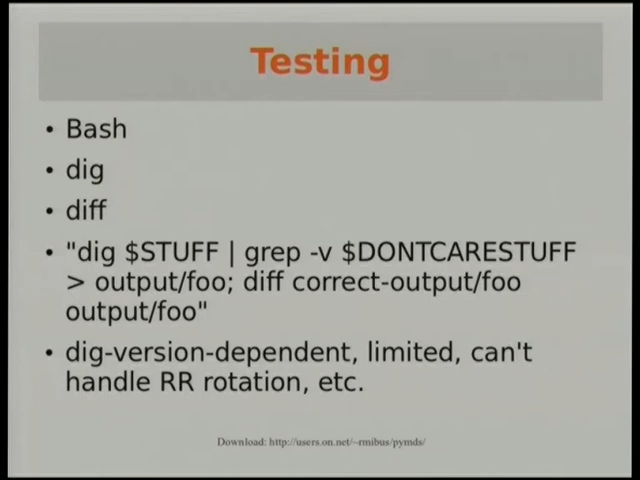 Testing
• Bash
• dig
• diff
• "dig $STUFF | grep -v $DONTCARESTUFF
> output/foo; diff correct-output/foo
output/foo"
• dig-version-dependent, limited, can't
handle RR rotation, etc.
Download: http://users.on.net/~rmibus/pymds/